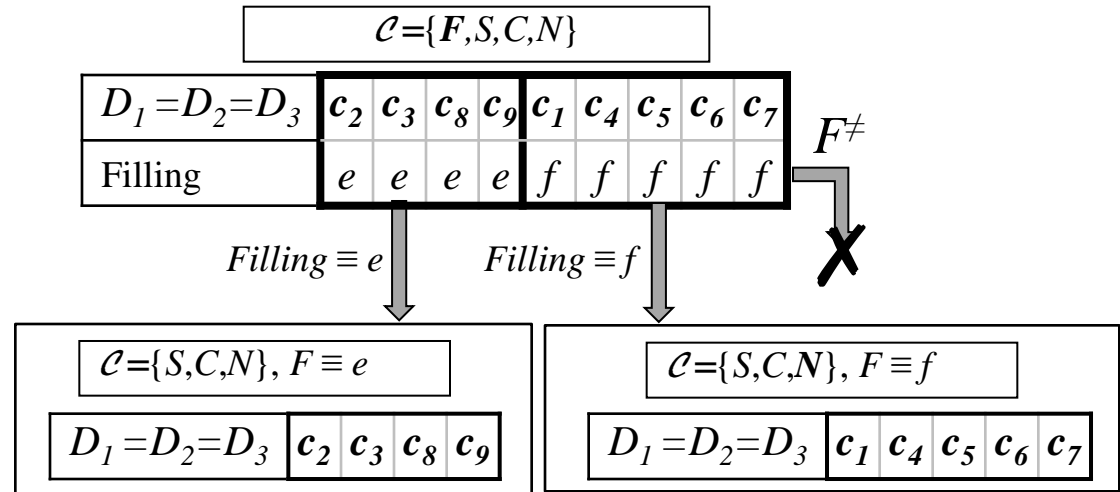 𝒞={F,S,C,N}
D₁=D₂=D₃ c₂ c₃ c₈ c₉ c₁ c₄ c₅ c₆ c₇
Filling e e e e f f f f f
F≠
Filling ≡ e
Filling ≡ f
𝒞={S,C,N}, F ≡ e
D₁=D₂=D₃ c₂ c₃ c₈ c₉
𝒞={S,C,N}, F ≡ f
D₁=D₂=D₃ c₁ c₄ c₅ c₆ c₇